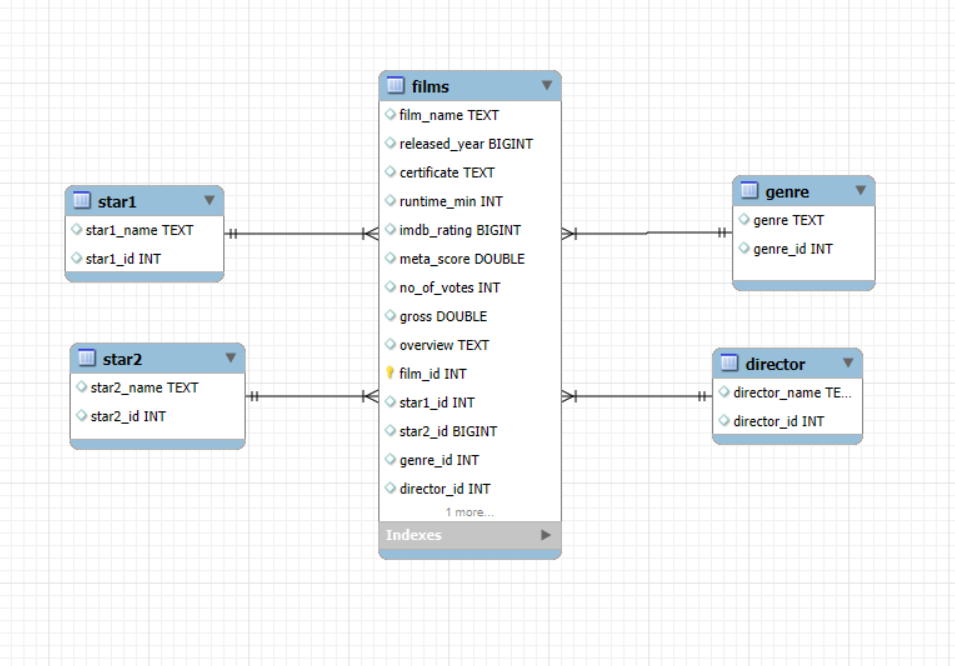 films
film_name TEXT
released_year BIGINT
certificate TEXT
runtime_min INT
imdb_rating BIGINT
meta_score DOUBLE
no_of_votes INT
gross DOUBLE
overview TEXT
film_id INT
star1_id INT
star2_id BIGINT
genre_id INT
director_id INT
1 more...
Indexes
star1
star1_name TEXT
star1_id INT
star2
star2_name TEXT
star2_id INT
genre
genre TEXT
genre_id INT
director
director_name TE...
director_id INT